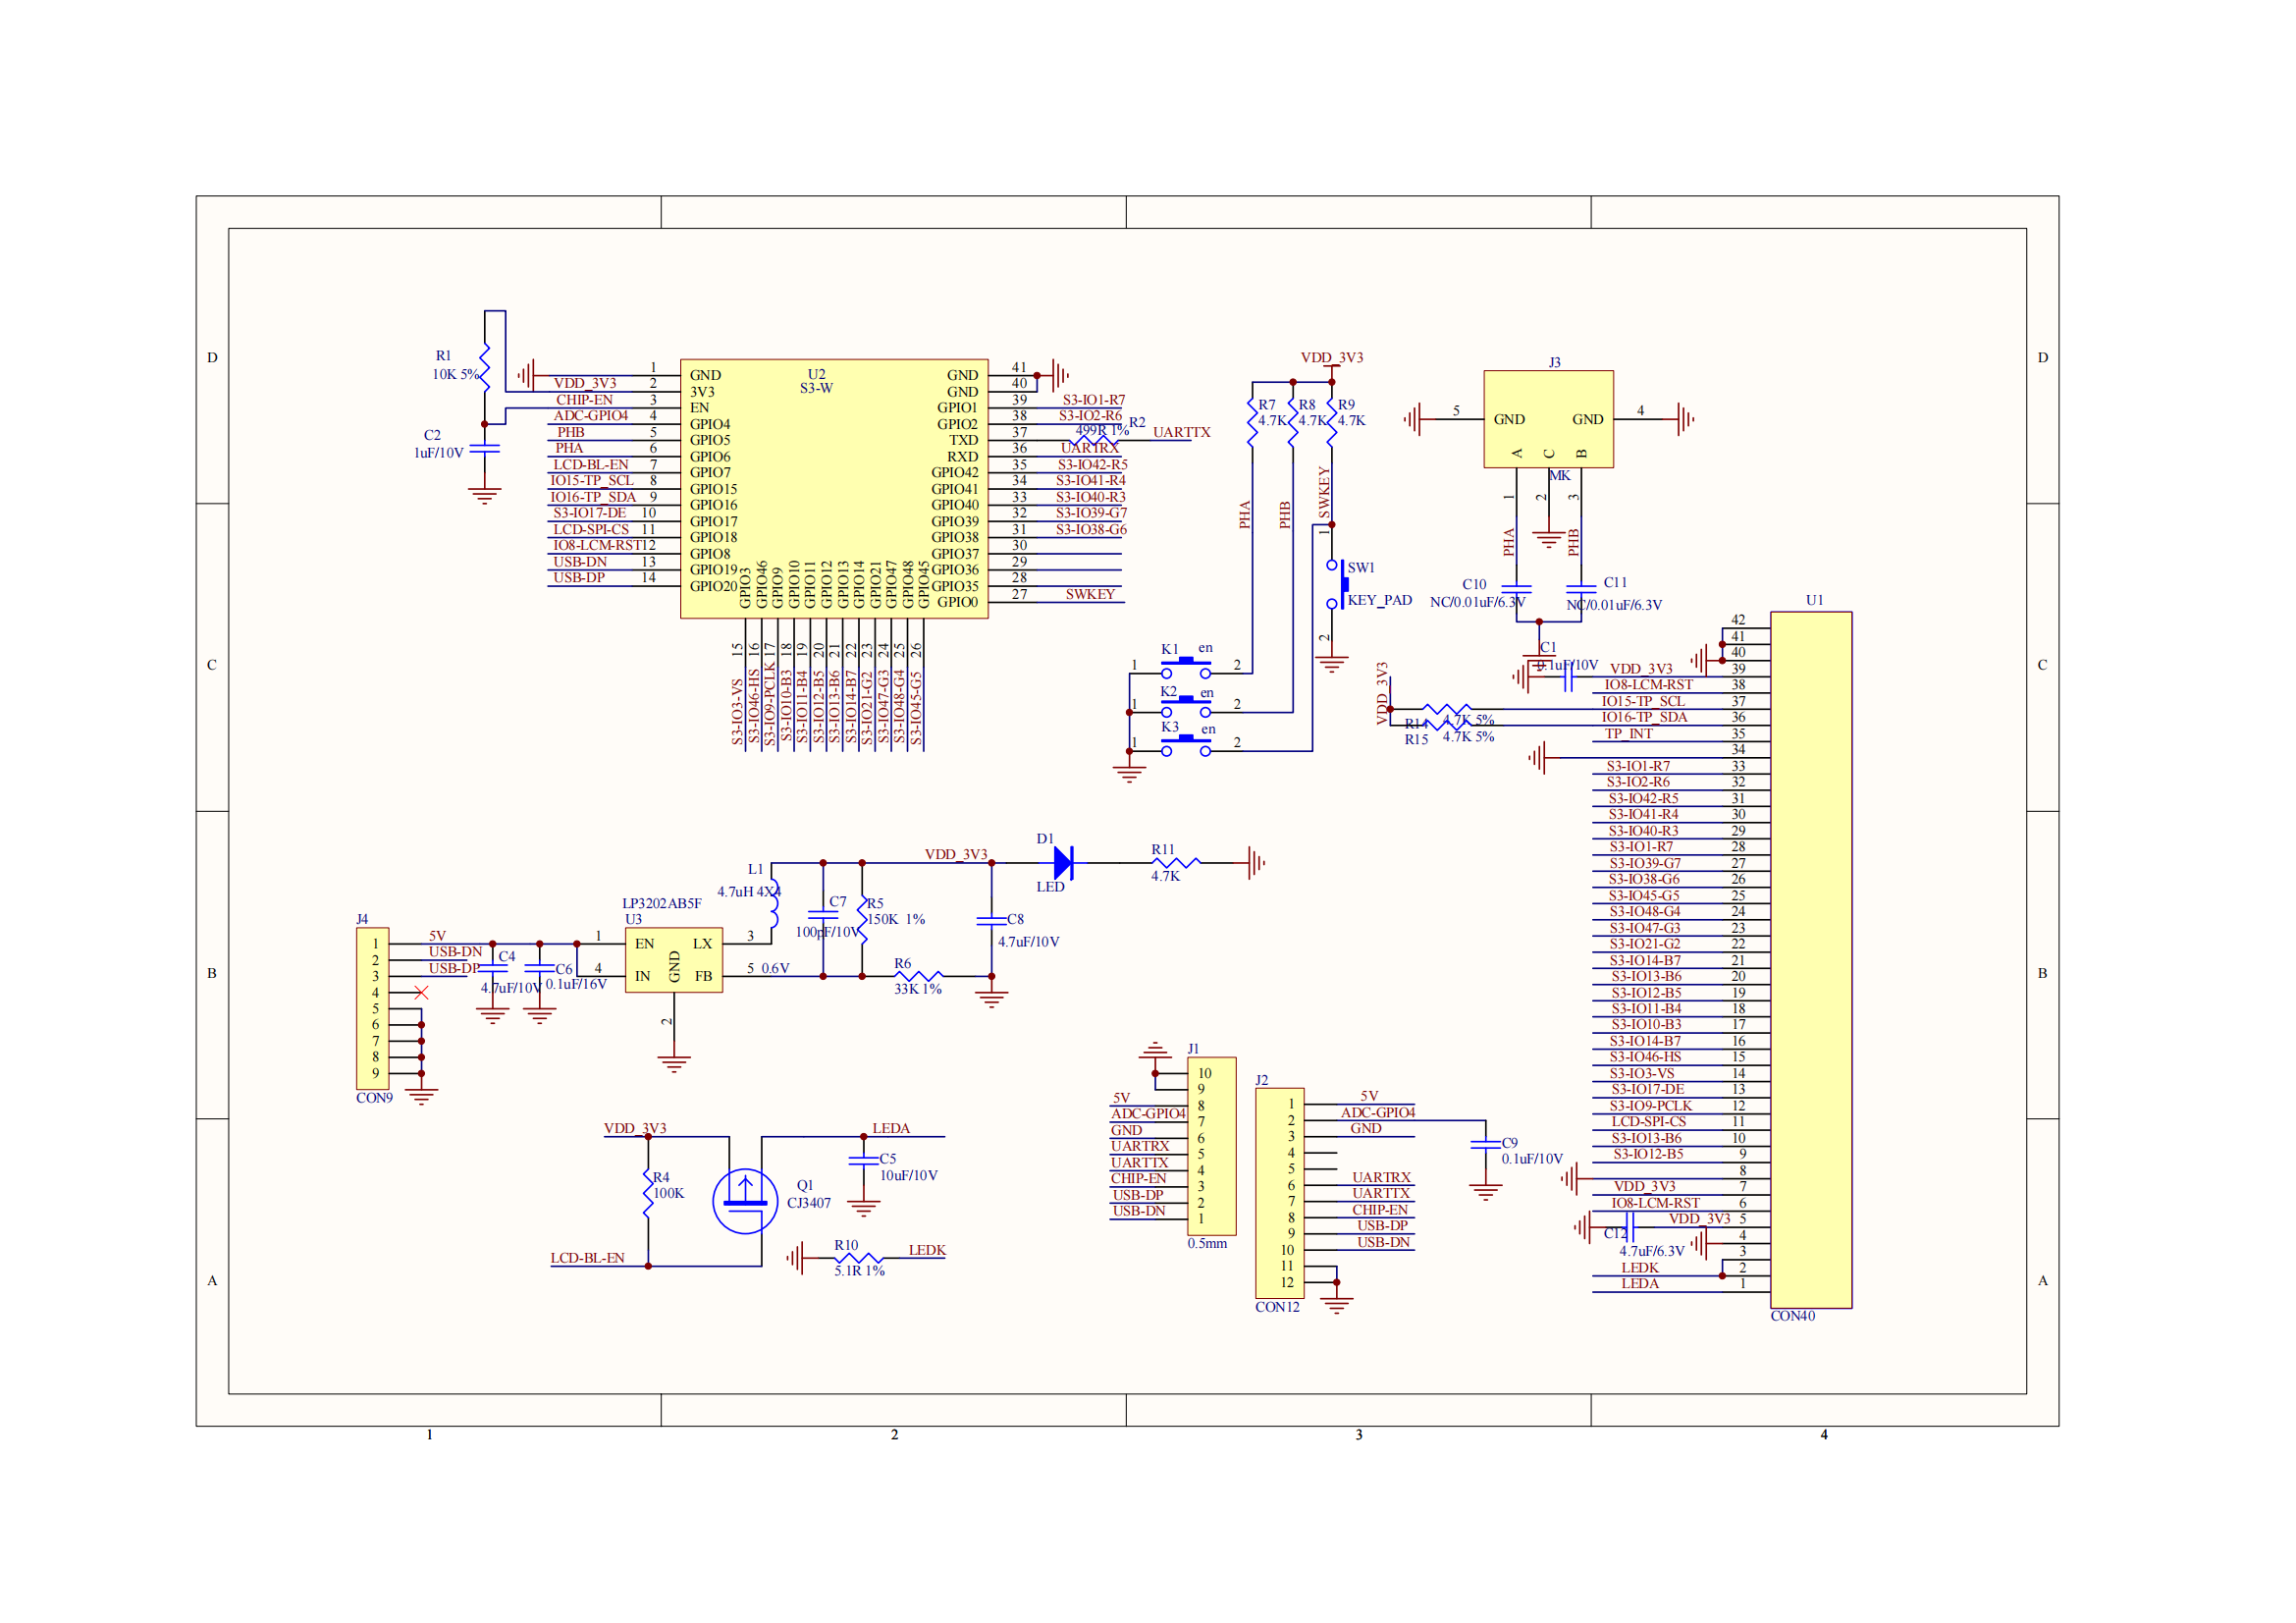 D
D
C
C
B
B
A
A
1
2
3
4
R1
10K 5%
C2
1uF/10V
VDD_3V3
CHIP-EN
ADC-GPIO4
PHB
PHA
LCD-BL-EN
IO15-TP_SCL
IO16-TP_SDA
S3-IO17-DE
LCD-SPI-CS
IO8-LCM-RST
USB-DN
USB-DP
1
2
3
4
5
6
7
8
9
10
11
12
13
14
U2
S3-W
GND
3V3
EN
GPIO4
GPIO5
GPIO6
GPIO7
GPIO15
GPIO16
GPIO17
GPIO18
GPIO8
GPIO19
GPIO20
GPIO3
GPIO46
GPIO9
GPIO10
GPIO11
GPIO12
GPIO13
GPIO14
GPIO21
GPIO47
GPIO48
GPIO45
GND
GND
GPIO1
GPIO2
TXD
RXD
GPIO42
GPIO41
GPIO40
GPIO39
GPIO38
GPIO37
GPIO36
GPIO35
GPIO0
41
40
39
38
37
36
35
34
33
32
31
30
29
28
27
S3-IO1-R7
S3-IO2-R6
499R 1%
R2
UARTTX
UARTRX
S3-IO42-R5
S3-IO41-R4
S3-IO40-R3
S3-IO39-G7
S3-IO38-G6
SWKEY
15
16
17
18
19
20
21
22
23
24
25
26
S3-IO3-VS
S3-IO46-HS
S3-IO9-PCLK
S3-IO10-B3
S3-IO11-B4
S3-IO12-B5
S3-IO13-B6
S3-IO14-B7
S3-IO21-G2
S3-IO47-G3
S3-IO48-G4
S3-IO45-G5
VDD_3V3
R7
4.7K
R8
4.7K
R9
4.7K
PHA
PHB
SWKEY
1
SW1
KEY_PAD
2
K1
en
1
2
K2
en
1
2
K3
en
1
2
J3
5
GND
GND
4
A
C
B
MK
1
2
3
PHA
PHB
C10
NC/0.01uF/6.3V
C11
NC/0.01uF/6.3V
C1
0.1uF/10V
VDD_3V3
R14
4.7K 5%
R15
4.7K 5%
U1
42
41
40
VDD_3V3 39
IO8-LCM-RST 38
IO15-TP_SCL 37
IO16-TP_SDA 36
TP_INT 35
34
S3-IO1-R7 33
S3-IO2-R6 32
S3-IO42-R5 31
S3-IO41-R4 30
S3-IO40-R3 29
S3-IO1-R7 28
S3-IO39-G7 27
S3-IO38-G6 26
S3-IO45-G5 25
S3-IO48-G4 24
S3-IO47-G3 23
S3-IO21-G2 22
S3-IO14-B7 21
S3-IO13-B6 20
S3-IO12-B5 19
S3-IO11-B4 18
S3-IO10-B3 17
S3-IO14-B7 16
S3-IO46-HS 15
S3-IO3-VS 14
S3-IO17-DE 13
S3-IO9-PCLK 12
LCD-SPI-CS 11
S3-IO13-B6 10
S3-IO12-B5 9
8
VDD_3V3 7
IO8-LCM-RST 6
VDD_3V3 5
C12
4.7uF/6.3V
4
3
LEDK 2
LEDA 1
CON40
J4
1
2
3
4
5
6
7
8
9
CON9
5V
USB-DN
USB-DP
C4
4.7uF/10V
C6
0.1uF/16V
LP3202AB5F
U3
1
4
EN
IN
GND
LX
FB
3
5
2
0.6V
L1
4.7uH 4X4
C7
100pF/10V
R5
150K 1%
R6
33K 1%
VDD_3V3
C8
4.7uF/10V
D1
LED
R11
4.7K
VDD_3V3
R4
100K
LCD-BL-EN
Q1
CJ3407
LEDA
C5
10uF/10V
R10
5.1R 1%
LEDK
J1
10
9
5V 8
ADC-GPIO4 7
GND 6
UARTRX 5
UARTTX 4
CHIP-EN 3
USB-DP 2
USB-DN 1
0.5mm
J2
1 5V
2 ADC-GPIO4
3 GND
4
5
6 UARTRX
7 UARTTX
8 CHIP-EN
9 USB-DP
10 USB-DN
11
12
CON12
C9
0.1uF/10V